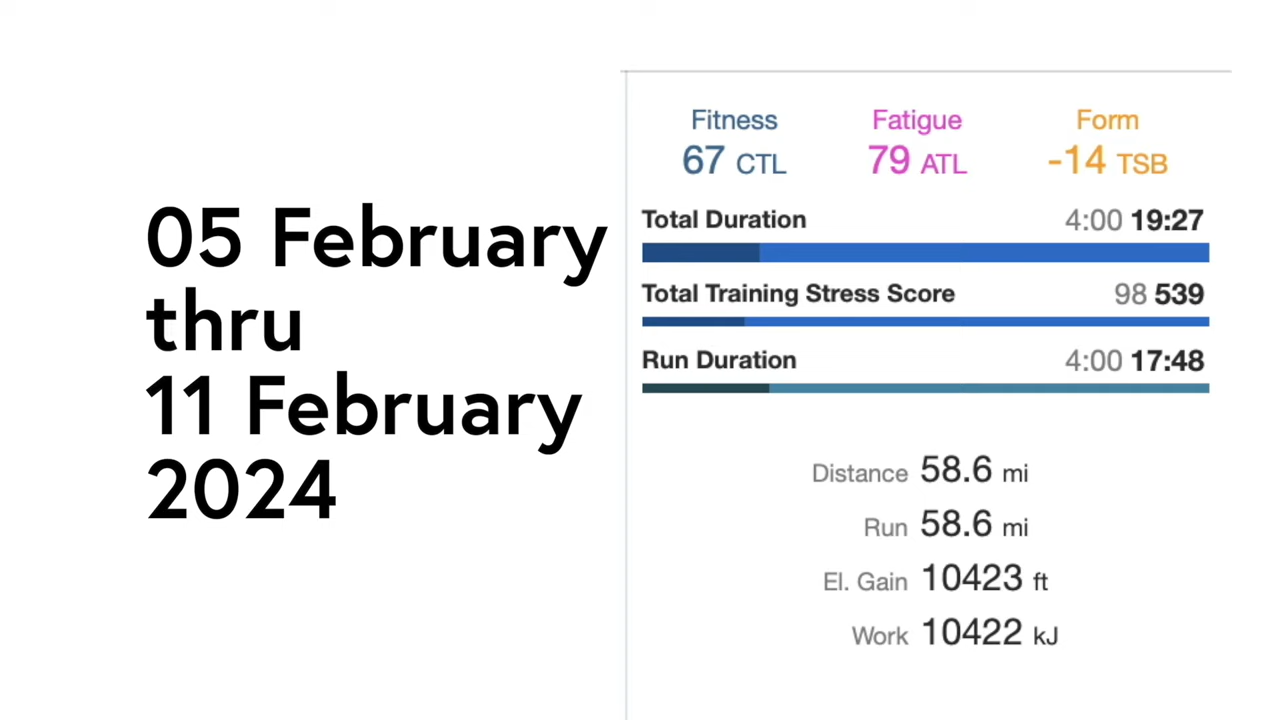 05 February
thru
11 February
2024
Fitness Fatigue Form
67 CTL 79 ATL -14 TSB
Total Duration 4:00 19:27
Total Training Stress Score 98 539
Run Duration 4:00 17:48
Distance 58.6 mi
Run 58.6 mi
El. Gain 10423 ft
Work 10422 kJ